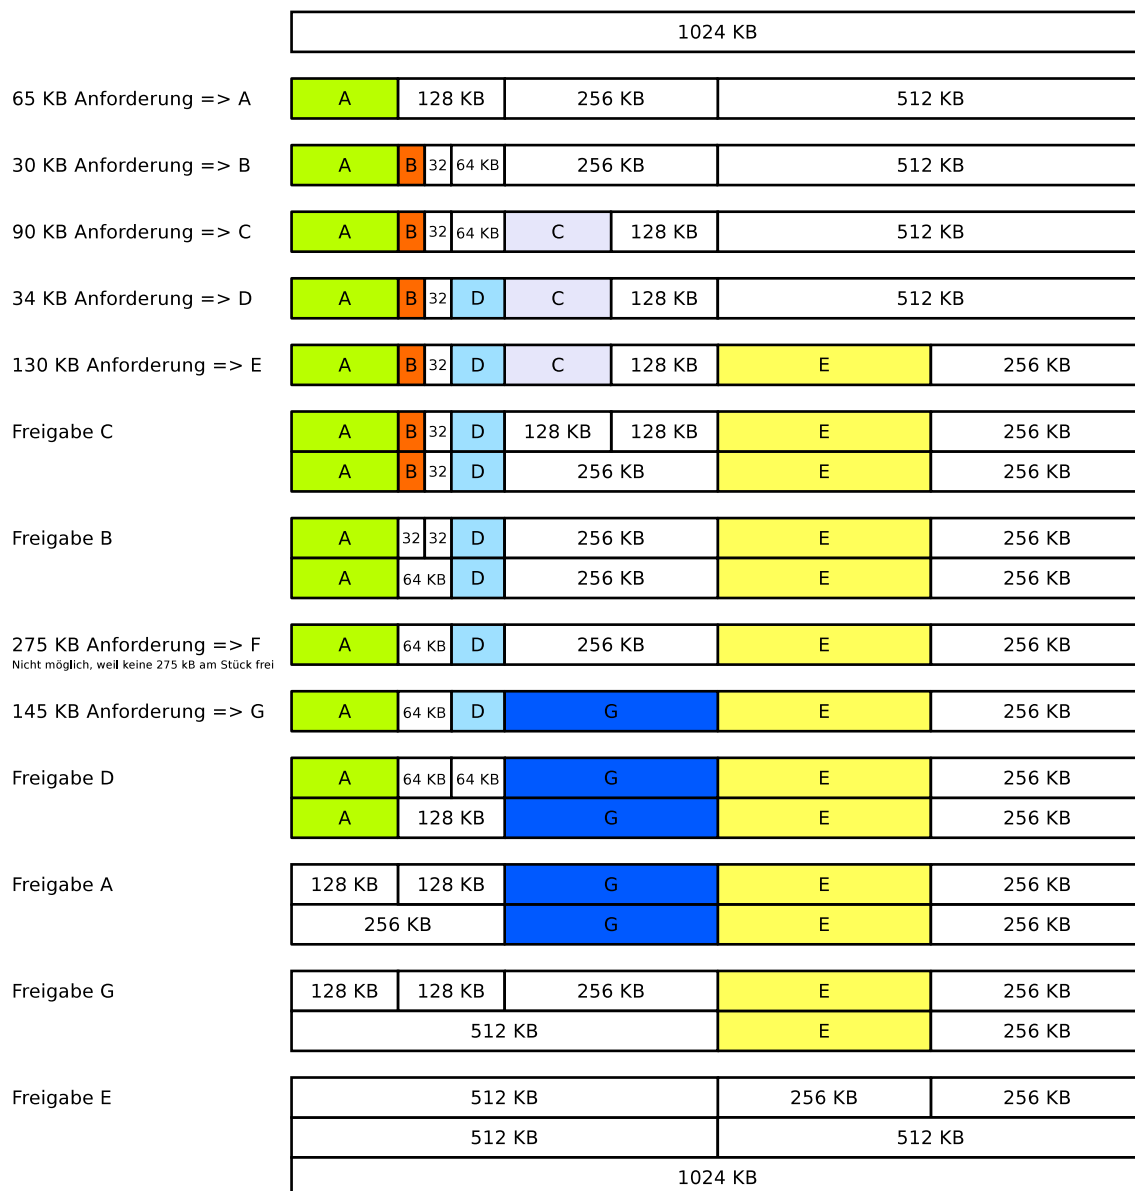 1024 KB
65 KB Anforderung => A A 128 KB 256 KB 512 KB
30 KB Anforderung => B A B 32 64 KB 256 KB 512 KB
90 KB Anforderung => C A B 32 64 KB C 128 KB 512 KB
34 KB Anforderung => D A B 32 D C 128 KB 512 KB
130 KB Anforderung => E A B 32 D C 128 KB E 256 KB
Freigabe C A B 32 D 128 KB 128 KB E 256 KB
A B 32 D 256 KB E 256 KB
Freigabe B A 32 32 D 256 KB E 256 KB
A 64 KB D 256 KB E 256 KB
275 KB Anforderung => F A 64 KB D 256 KB E 256 KB
Nicht möglich, weil keine 275 kB am Stück frei
145 KB Anforderung => G A 64 KB D G E 256 KB
Freigabe D A 64 KB 64 KB G E 256 KB
A 128 KB G E 256 KB
Freigabe A 128 KB 128 KB G E 256 KB
256 KB G E 256 KB
Freigabe G 128 KB 128 KB 256 KB E 256 KB
512 KB E 256 KB
Freigabe E 512 KB 256 KB 256 KB
512 KB 512 KB
1024 KB